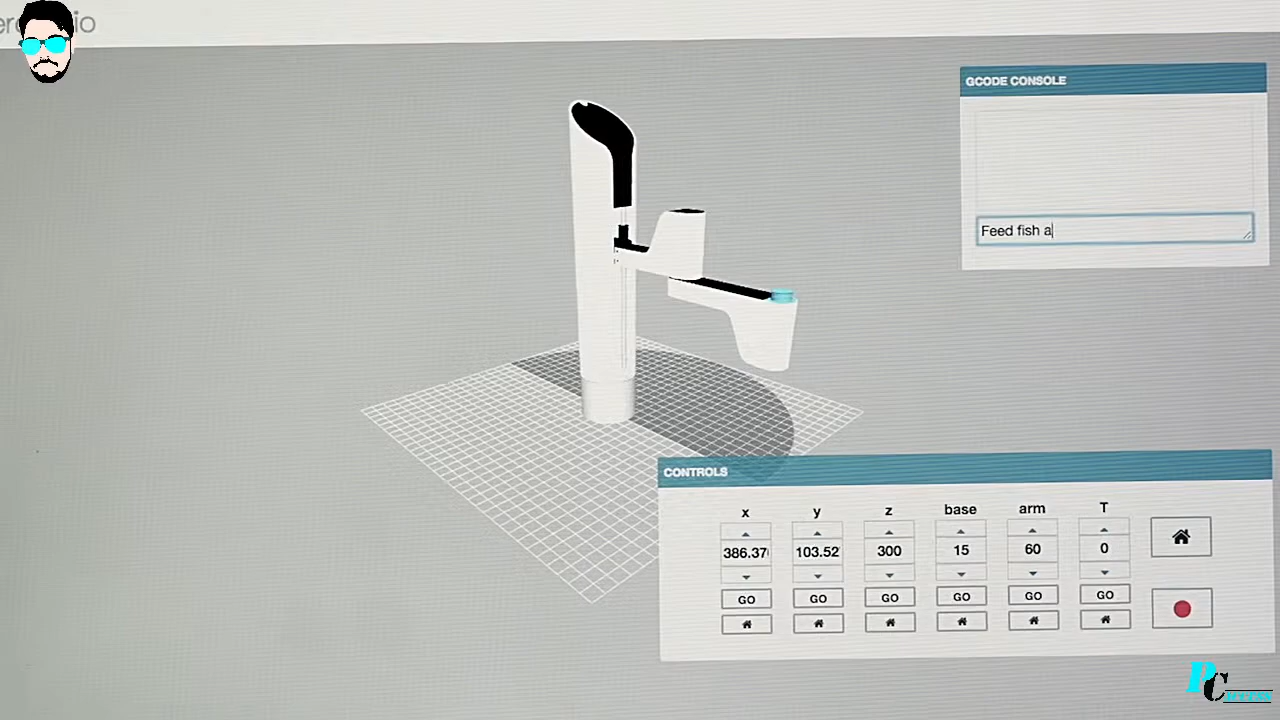 GCODE CONSOLE
Feed fish a
CONTROLS
x y z base arm T
386.37 103.52 300 15 60 0
GO GO GO GO GO GO